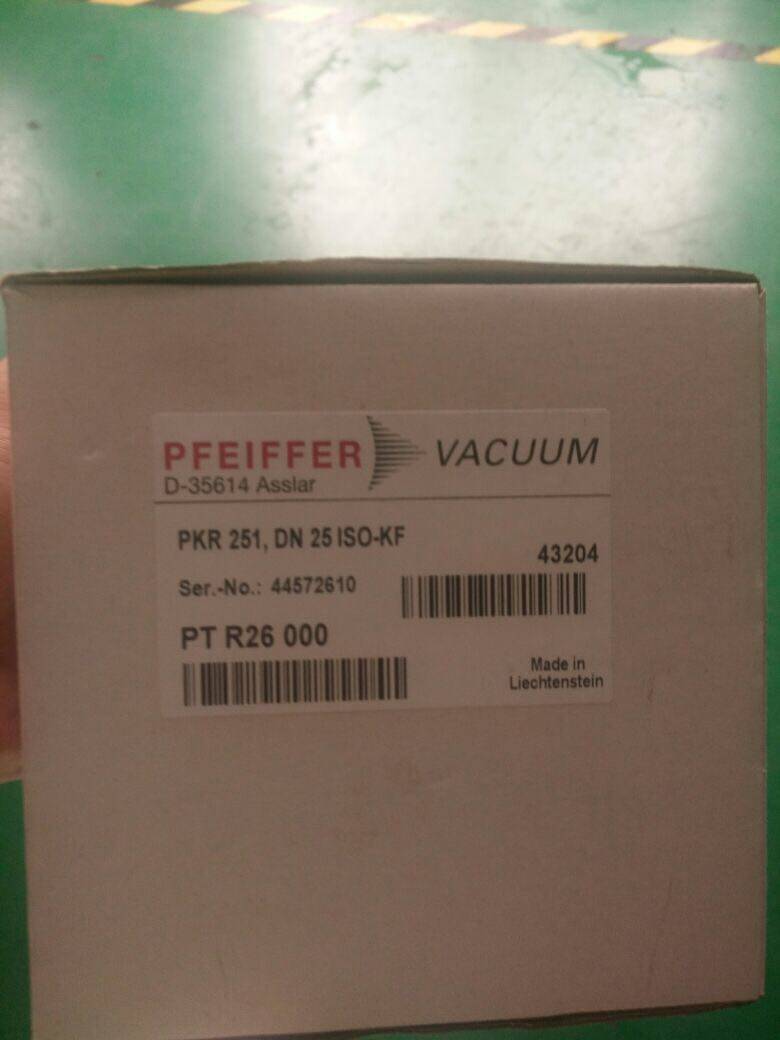 PFEIFFER VACUUM
D-35614 Asslar
PKR 251, DN 25 ISO-KF
43204
Ser.-No.: 44572610
PT R26 000
Made in
Liechtenstein